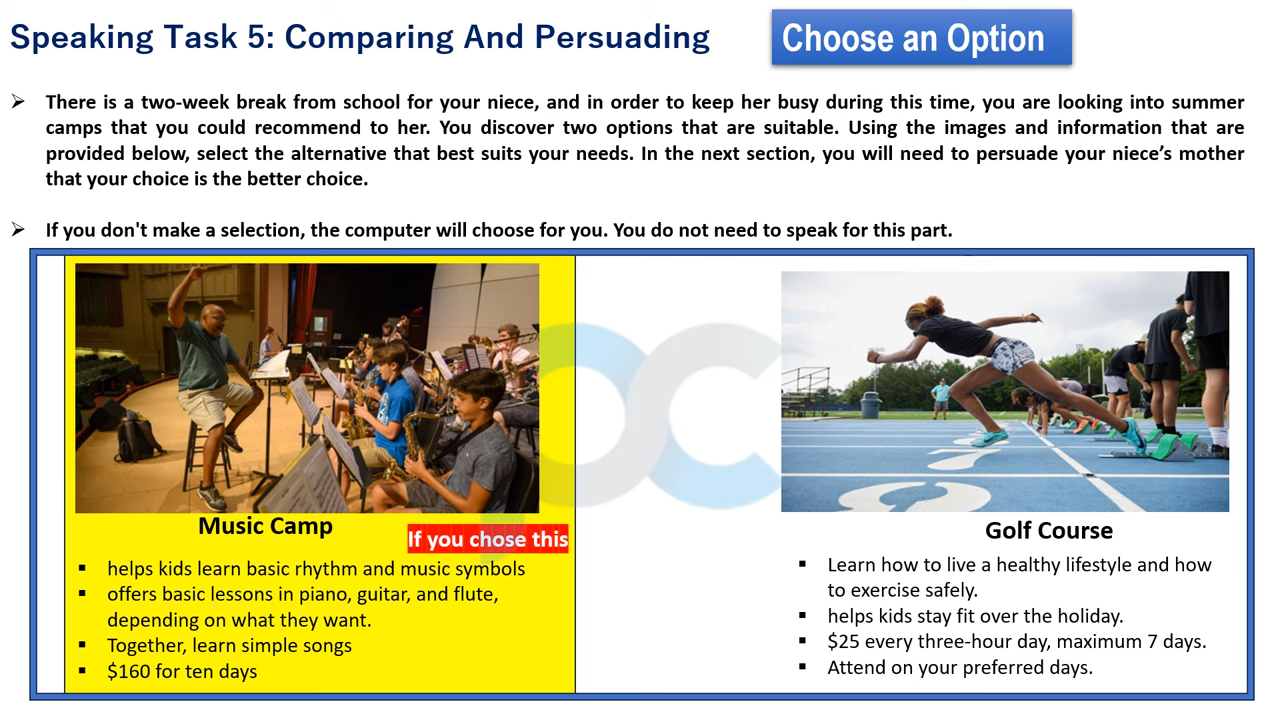 Speaking Task 5: Comparing And Persuading
Choose an Option
➢ There is a two-week break from school for your niece, and in order to keep her busy during this time, you are looking into summer
camps that you could recommend to her. You discover two options that are suitable. Using the images and information that are
provided below, select the alternative that best suits your needs. In the next section, you will need to persuade your niece's mother
that your choice is the better choice.
➢ If you don't make a selection, the computer will choose for you. You do not need to speak for this part.
Music Camp
If you chose this
▪ helps kids learn basic rhythm and music symbols
▪ offers basic lessons in piano, guitar, and flute,
depending on what they want.
▪ Together, learn simple songs
▪ $160 for ten days
Golf Course
▪ Learn how to live a healthy lifestyle and how
to exercise safely.
▪ helps kids stay fit over the holiday.
▪ $25 every three-hour day, maximum 7 days.
▪ Attend on your preferred days.